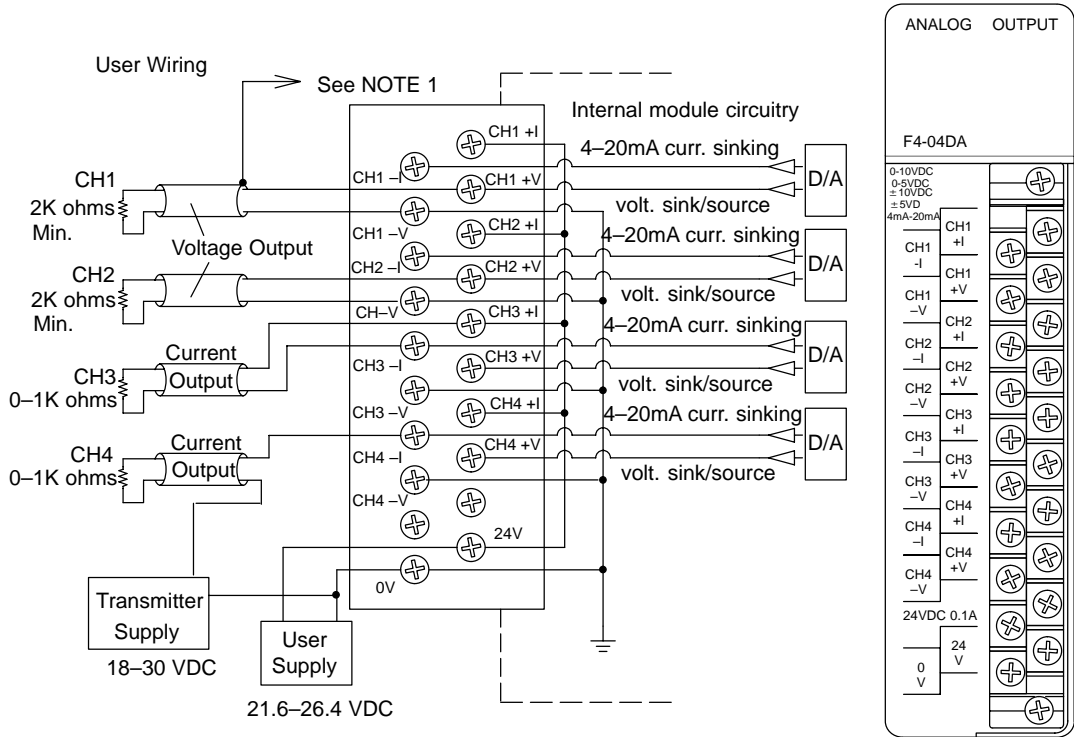 User Wiring
See NOTE 1
Internal module circuitry
CH1 +I
4–20mA curr. sinking
CH1 –I
CH1 +V
D/A
CH1
2K ohms
Min.
volt. sink/source
CH1 –V
CH2 +I
4–20mA curr. sinking
Voltage Output
CH2 –I
CH2 +V
D/A
CH2
2K ohms
Min.
volt. sink/source
CH–V
CH3 +I
4–20mA curr. sinking
Current
Output
CH3 –I
CH3 +V
D/A
CH3
0–1K ohms
volt. sink/source
CH3 –V
CH4 +I
4–20mA curr. sinking
Current
Output
CH4 –I
CH4 +V
D/A
CH4
0–1K ohms
volt. sink/source
CH4 –V
24V
0V
Transmitter
Supply
18–30 VDC
User
Supply
21.6–26.4 VDC
ANALOG OUTPUT
F4-04DA
0-10VDC
0-5VDC
±10VDC
±5VD
4mA-20mA
CH1
+I
CH1
-I
CH1
+V
CH1
–V
CH2
+I
CH2
–I
CH2
+V
CH2
–V
CH3
+I
CH3
–I
CH3
+V
CH3
–V
CH4
+I
CH4
–I
CH4
+V
CH4
–V
24VDC 0.1A
24
V
0
V